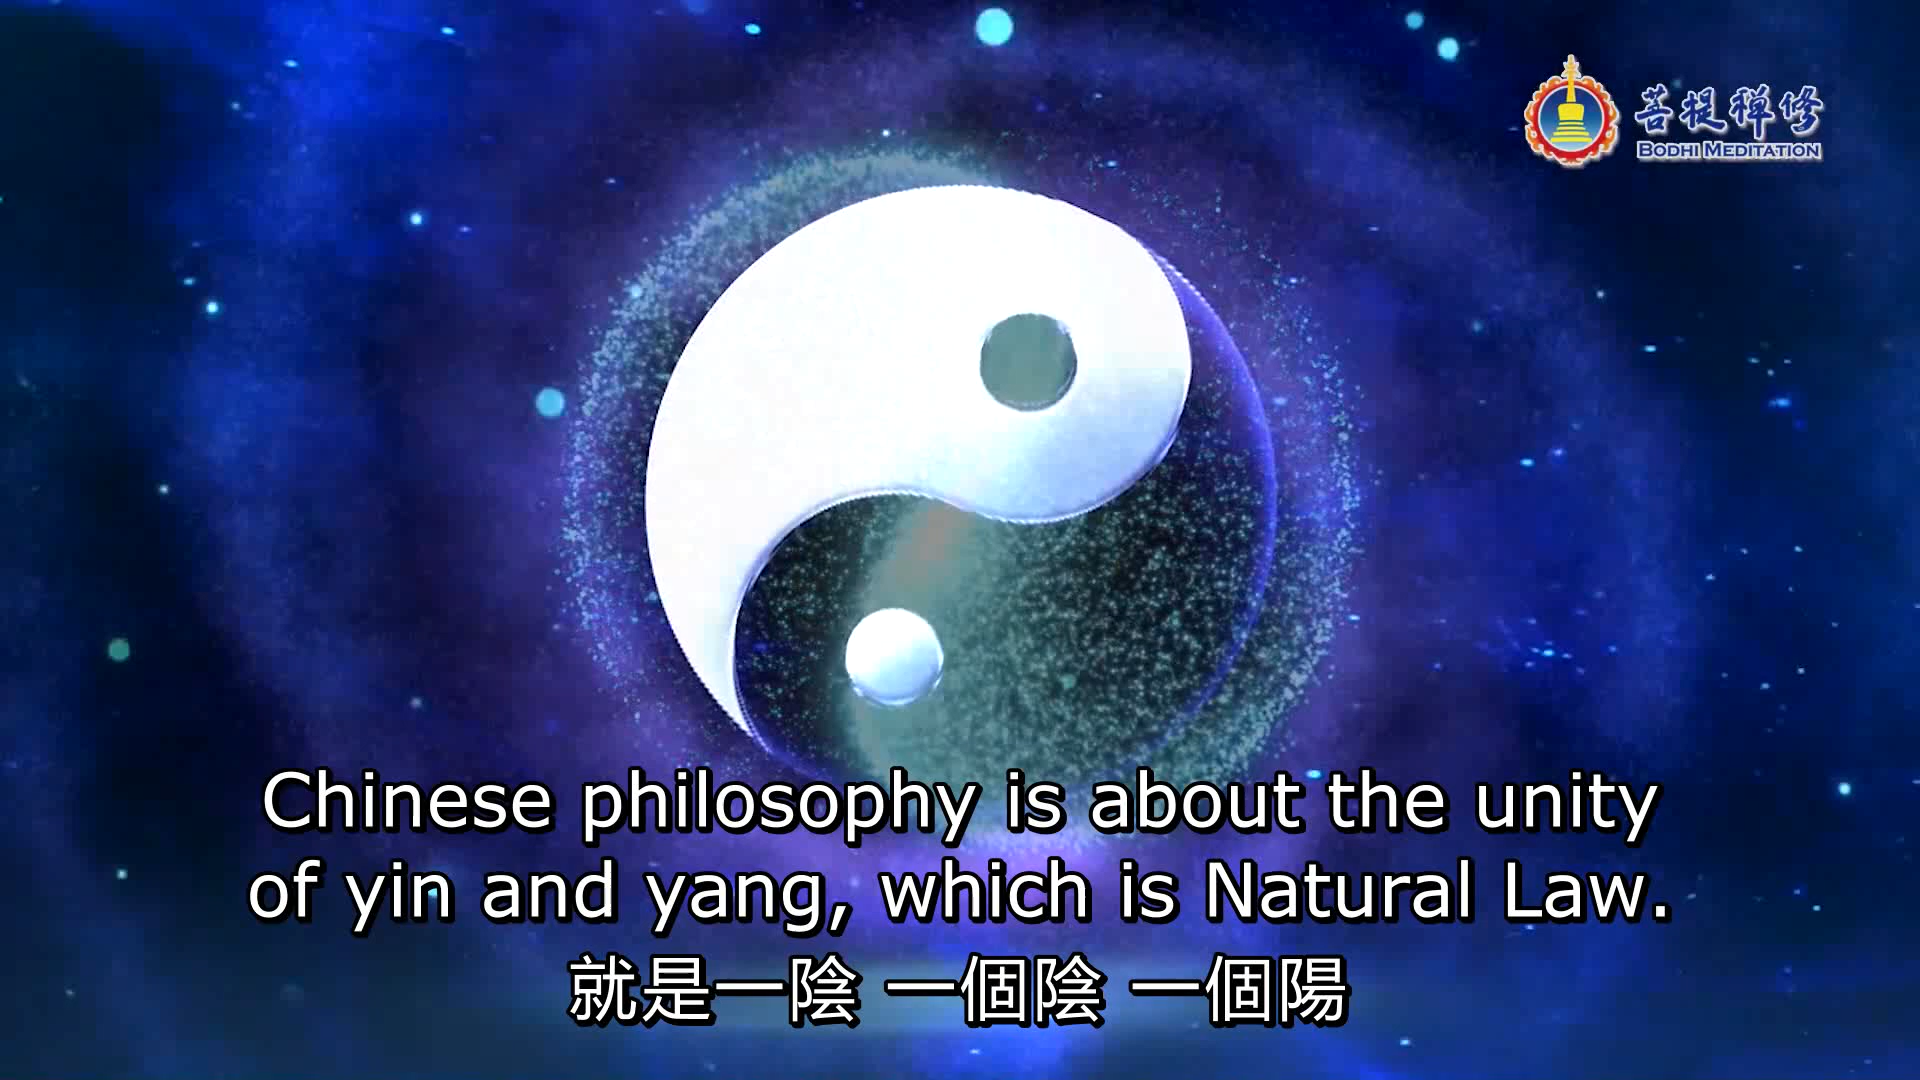 菩提禪修
BODHI MEDITATION
Chinese philosophy is about the unity
of yin and yang, which is Natural Law.
就是一陰 一個陰 一個陽